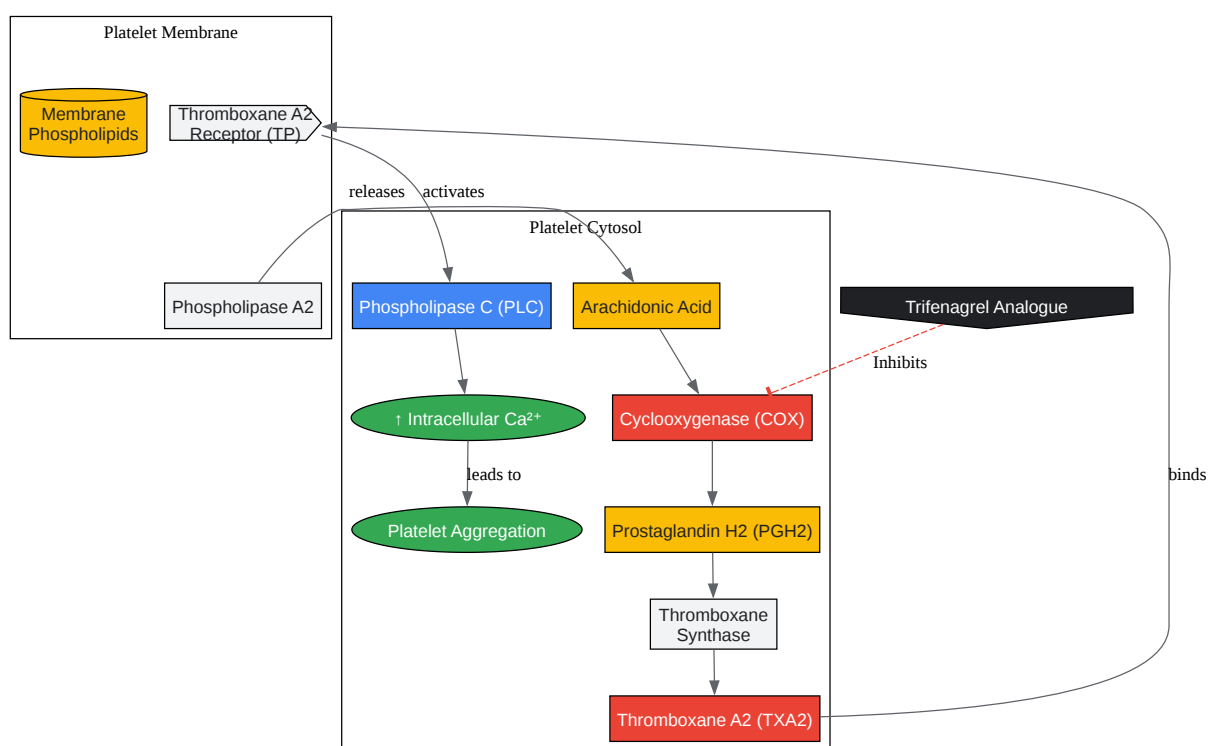 Platelet Membrane
Membrane
Phospholipids
Thromboxane A2
Receptor (TP)
releases
activates
Platelet Cytosol
Phospholipase A2
Phospholipase C (PLC)
Arachidonic Acid
Trifenagrel Analogue
Inhibits
↑ Intracellular Ca²⁺
Cyclooxygenase (COX)
leads to
binds
Platelet Aggregation
Prostaglandin H2 (PGH2)
Thromboxane
Synthase
Thromboxane A2 (TXA2)